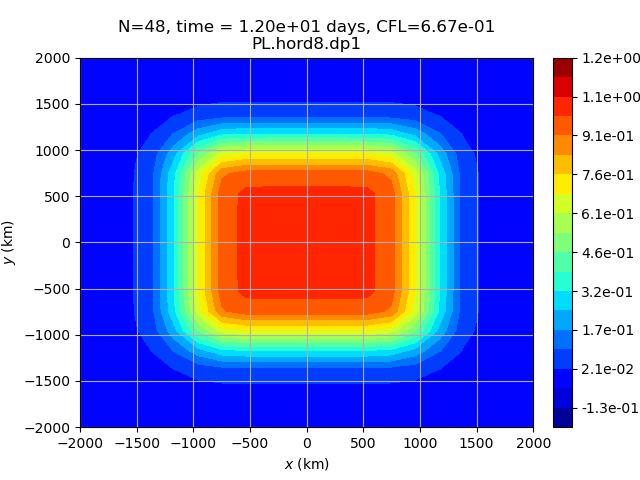 N=48, time = 1.20e+01 days, CFL=6.67e-01
PL.hord8.dp1
2000
1500
1000
500
0
−500
−1000
−1500
−2000
y (km)
−2000
−1500
−1000
−500
0
500
1000
1500
2000
x (km)
1.2e+00
1.1e+00
9.1e-01
7.6e-01
6.1e-01
4.6e-01
3.2e-01
1.7e-01
2.1e-02
-1.3e-01